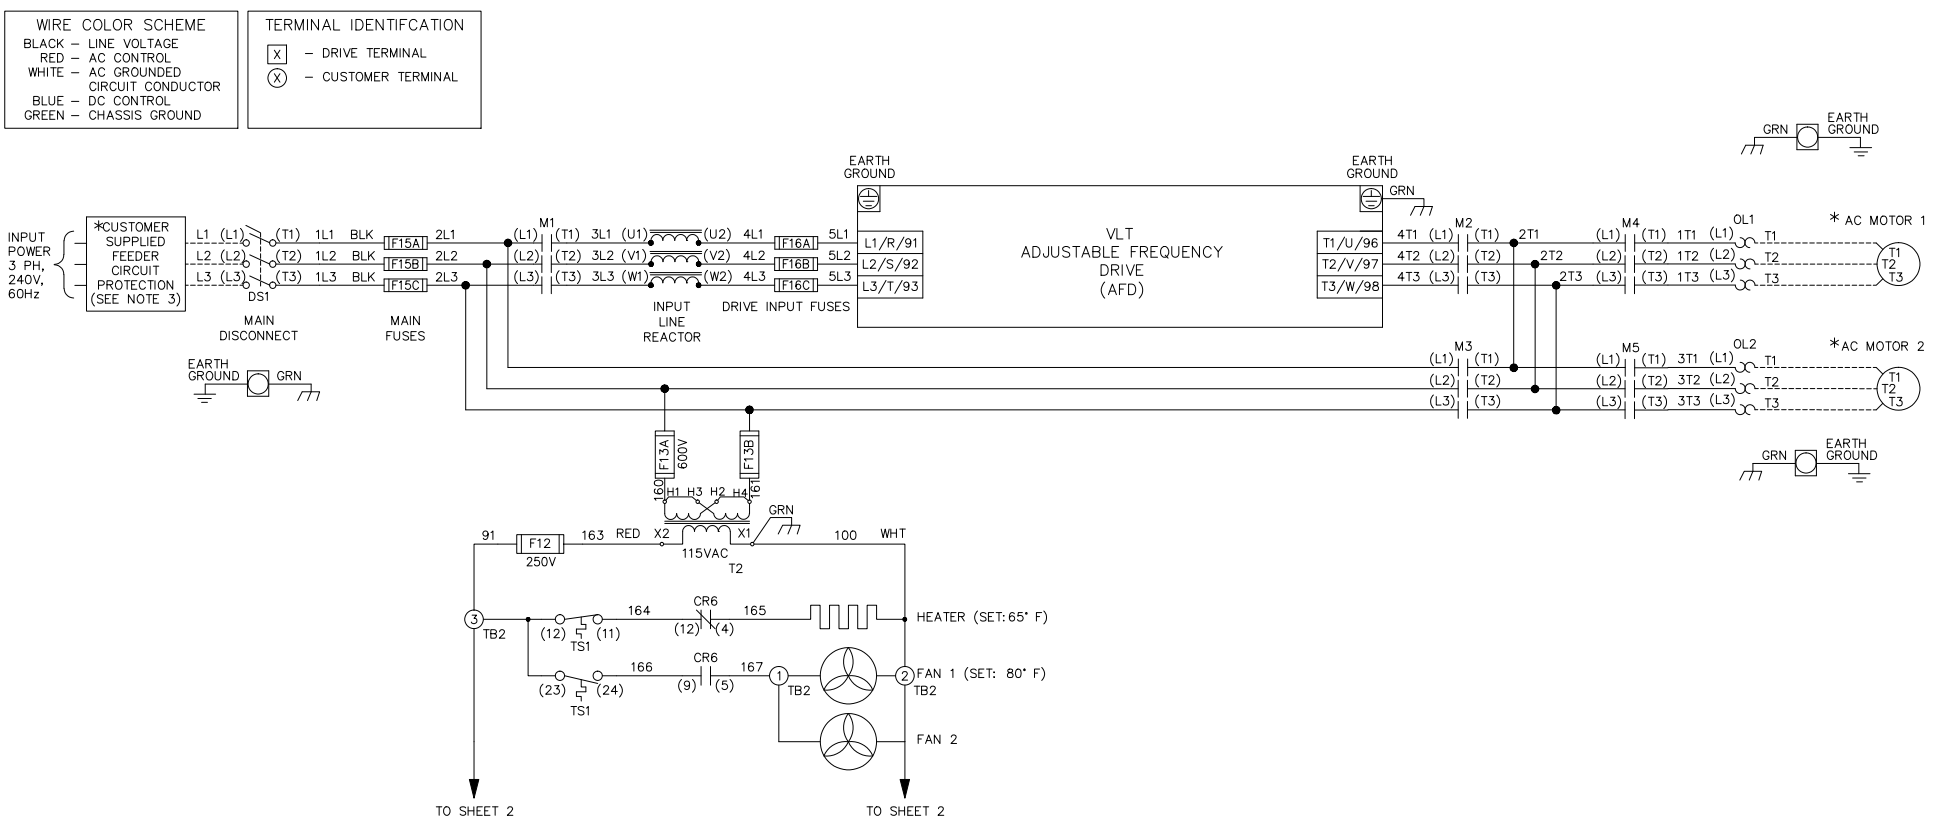 WIRE COLOR SCHEME
BLACK – LINE VOLTAGE
RED – AC CONTROL
WHITE – AC GROUNDED
CIRCUIT CONDUCTOR
BLUE – DC CONTROL
GREEN – CHASSIS GROUND
TERMINAL IDENTIFCATION
X – DRIVE TERMINAL
X – CUSTOMER TERMINAL
GRN
EARTH
GROUND
INPUT
POWER
3 PH,
240V,
60Hz
*CUSTOMER
SUPPLIED
FEEDER
CIRCUIT
PROTECTION
(SEE NOTE 3)
L1 (L1) (T1) 1L1 BLK F15A 2L1
L2 (L2) 1L2 BLK F15B 2L2
L3 (L3) (T3) 1L3 BLK F15C 2L3
DS1
MAIN
DISCONNECT
MAIN
FUSES
EARTH
GROUND
GRN
M1
(L1) (T1) 3L1 (U1) (U2) 4L1 F16A 5L1
(L2) (T2) 3L2 (V1) (V2) 4L2 F16B 5L2
(L3) (T3) 3L3 (W1) (W2) 4L3 F16C 5L3
INPUT
LINE
REACTOR
DRIVE INPUT FUSES
EARTH
GROUND
L1/R/91
L2/S/92
L3/T/93
VLT
ADJUSTABLE FREQUENCY
DRIVE
(AFD)
EARTH
GROUND
GRN
T1/U/96
T2/V/97
T3/W/98
M2
M4
OL1
* AC MOTOR 1
4T1 (L1) (T1) 2T1 (L1) (T1) 1T1 (L1) T1
4T2 (L2) (T2) 2T2 (L2) (T2) 1T2 (L2) T2
4T3 (L3) (T3) 2T3 (L3) (T3) 1T3 (L3) T3
T1
T2
T3
M3
M5
OL2
*AC MOTOR 2
(L1) (T1) (L1) (T1) 3T1 (L1) T1
(L2) (T2) (L2) (T2) 3T2 (L2) T2
(L3) (T3) (L3) (T3) 3T3 (L3) T3
T1
T2
T3
GRN
EARTH
GROUND
F13A
600V
F13B
160
161
H1 H3 H2 H4
GRN
91 F12 163 RED X2 X1 100 WHT
250V
115VAC
T2
3
TB2
(12) (11)
TS1
164
CR6
(12) (4)
165
HEATER (SET:65° F)
(23) (24)
TS1
166
CR6
(9) (5)
167
1
TB2
2
TB2
FAN 1 (SET: 80° F)
FAN 2
TO SHEET 2
TO SHEET 2